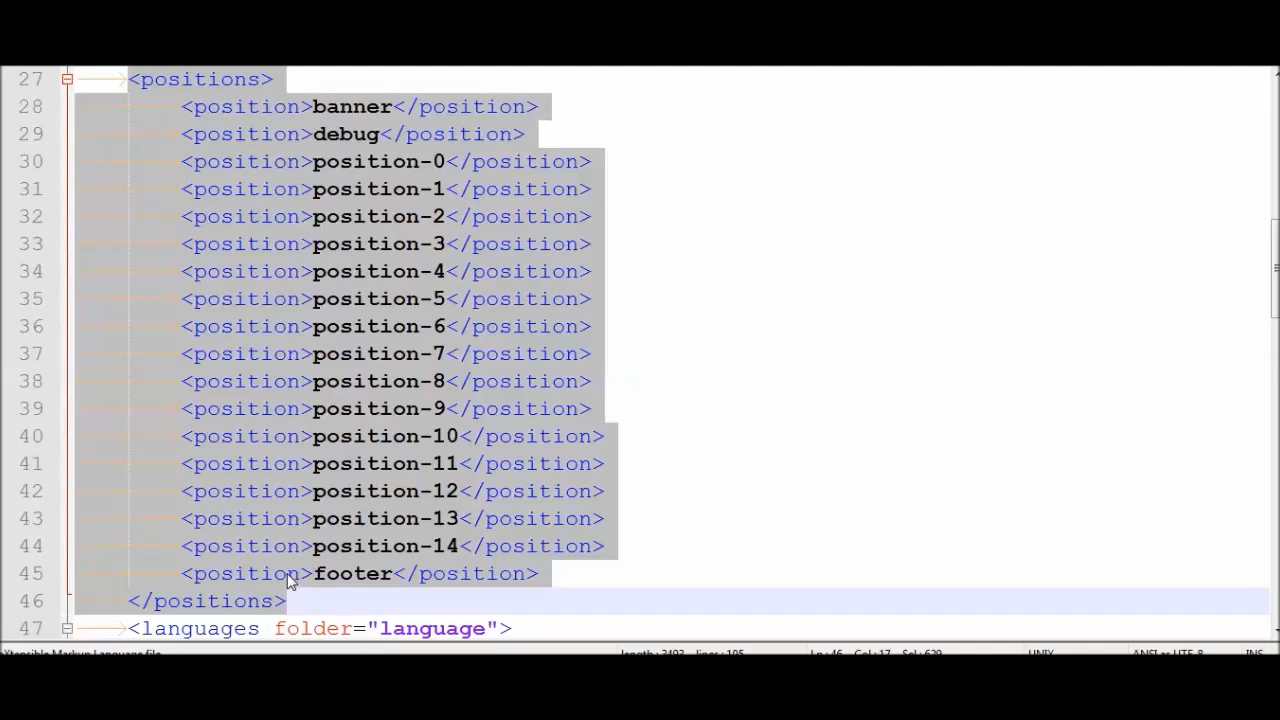 27 <positions>
28 <position>banner</position>
29 <position>debug</position>
30 <position>position-0</position>
31 <position>position-1</position>
32 <position>position-2</position>
33 <position>position-3</position>
34 <position>position-4</position>
35 <position>position-5</position>
36 <position>position-6</position>
37 <position>position-7</position>
38 <position>position-8</position>
39 <position>position-9</position>
40 <position>position-10</position>
41 <position>position-11</position>
42 <position>position-12</position>
43 <position>position-13</position>
44 <position>position-14</position>
45 <position>footer</position>
46 </positions>
47 <languages folder="language">